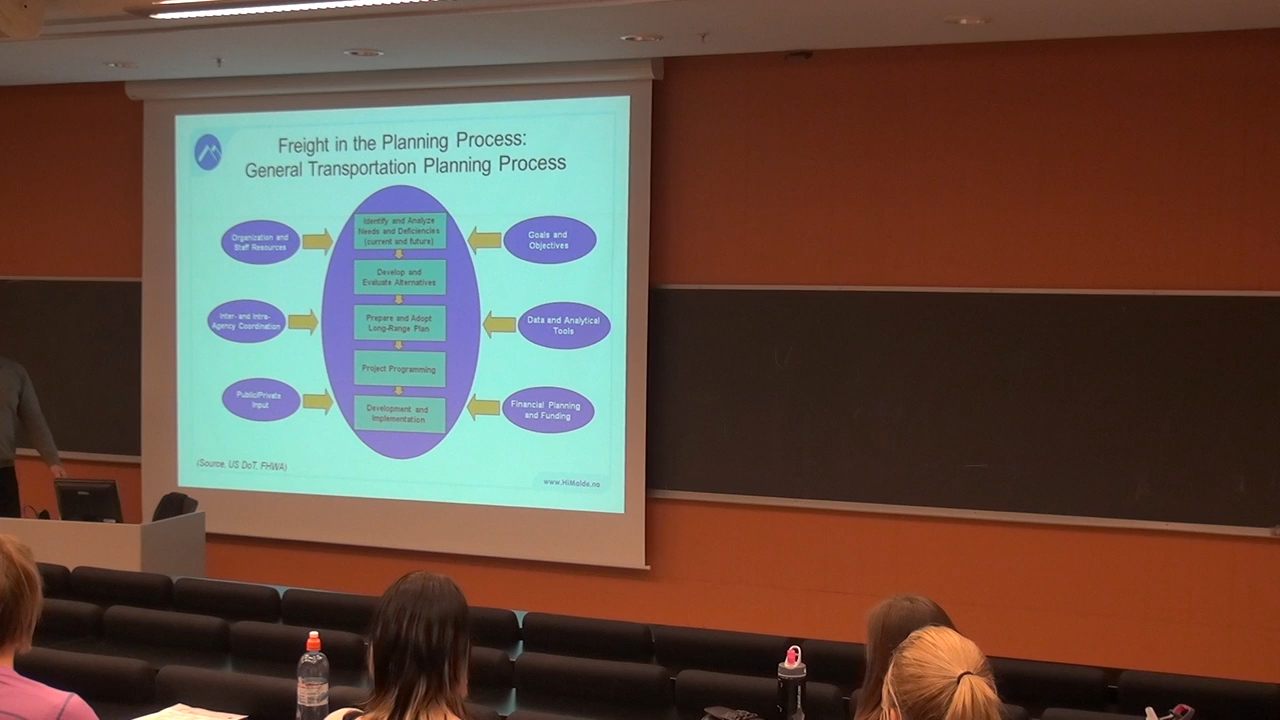 Freight in the Planning Process:
General Transportation Planning Process
Identify and Analyze
Needs and Deficiencies
(current and future)
Develop and
Evaluate Alternatives
Prepare and Adopt
Long-Range Plan
Project Programming
Development and
Implementation
Organization and
Staff Resources
Inter- and Intra-
Agency Coordination
Public/Private
Input
Goals and
Objectives
Data and Analytical
Tools
Financial Planning
and Funding
(Source, US DoT, FHWA)
www.HiMolde.no